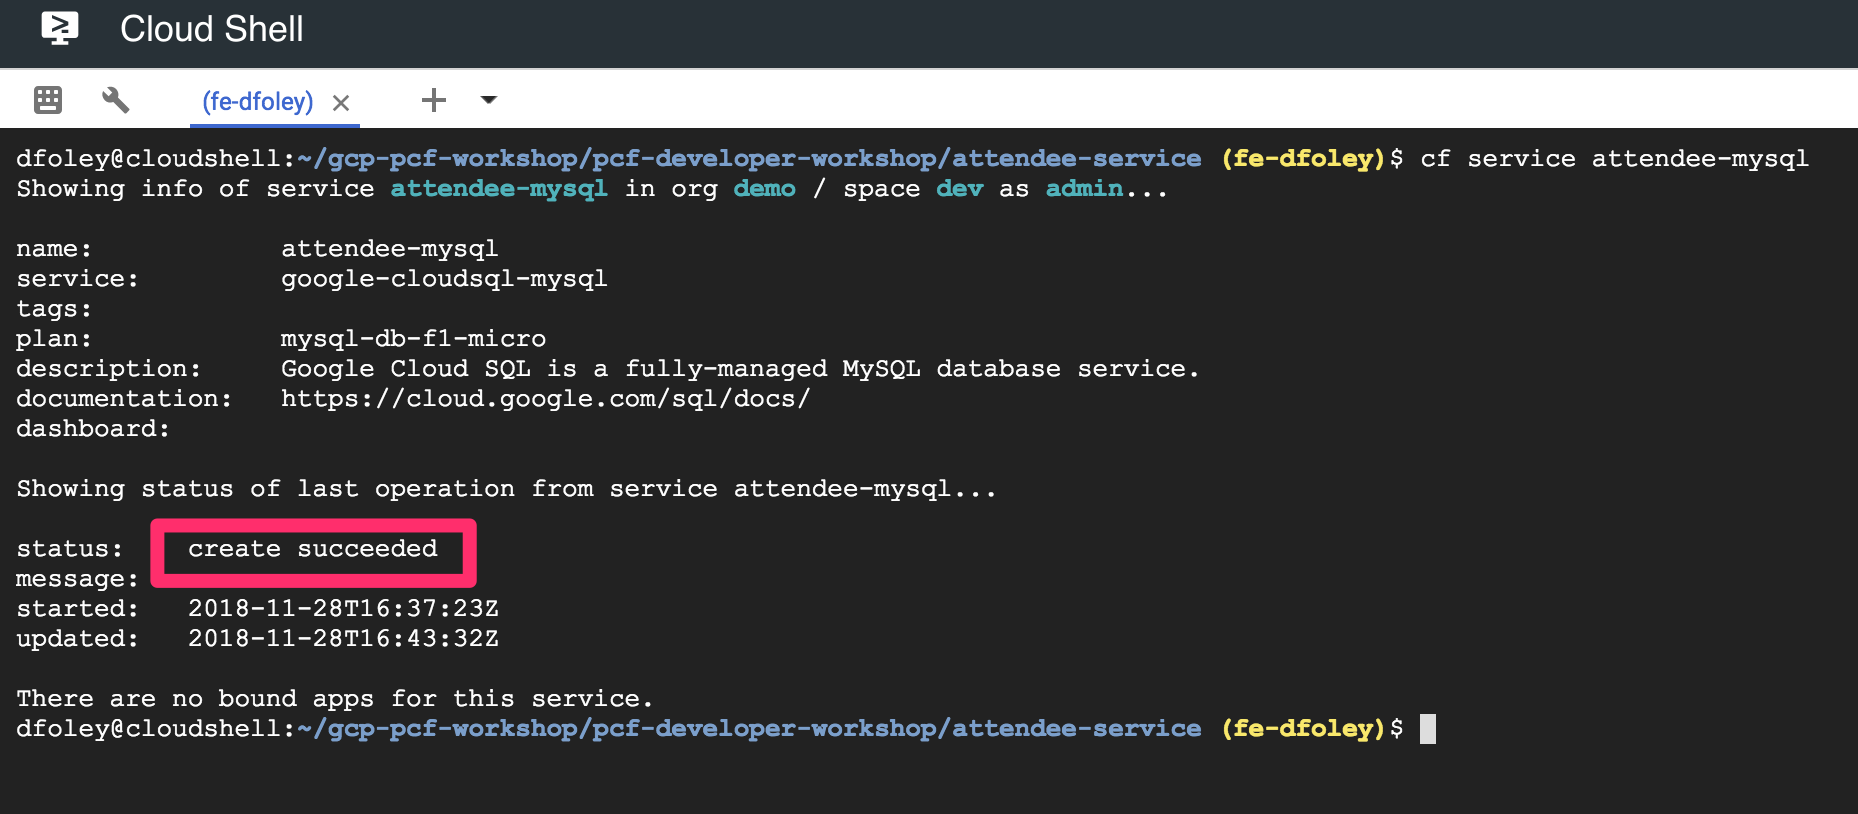 Cloud Shell
(fe-dfoley)
dfoley@cloudshell:~/gcp-pcf-workshop/pcf-developer-workshop/attendee-service (fe-dfoley)$ cf service attendee-mysql
Showing info of service attendee-mysql in org demo / space dev as admin...
name: attendee-mysql
service: google-cloudsql-mysql
tags:
plan: mysql-db-f1-micro
description: Google Cloud SQL is a fully-managed MySQL database service.
documentation: https://cloud.google.com/sql/docs/
dashboard:
Showing status of last operation from service attendee-mysql...
status: create succeeded
message:
started: 2018-11-28T16:37:23Z
updated: 2018-11-28T16:43:32Z
There are no bound apps for this service.
dfoley@cloudshell:~/gcp-pcf-workshop/pcf-developer-workshop/attendee-service (fe-dfoley)$